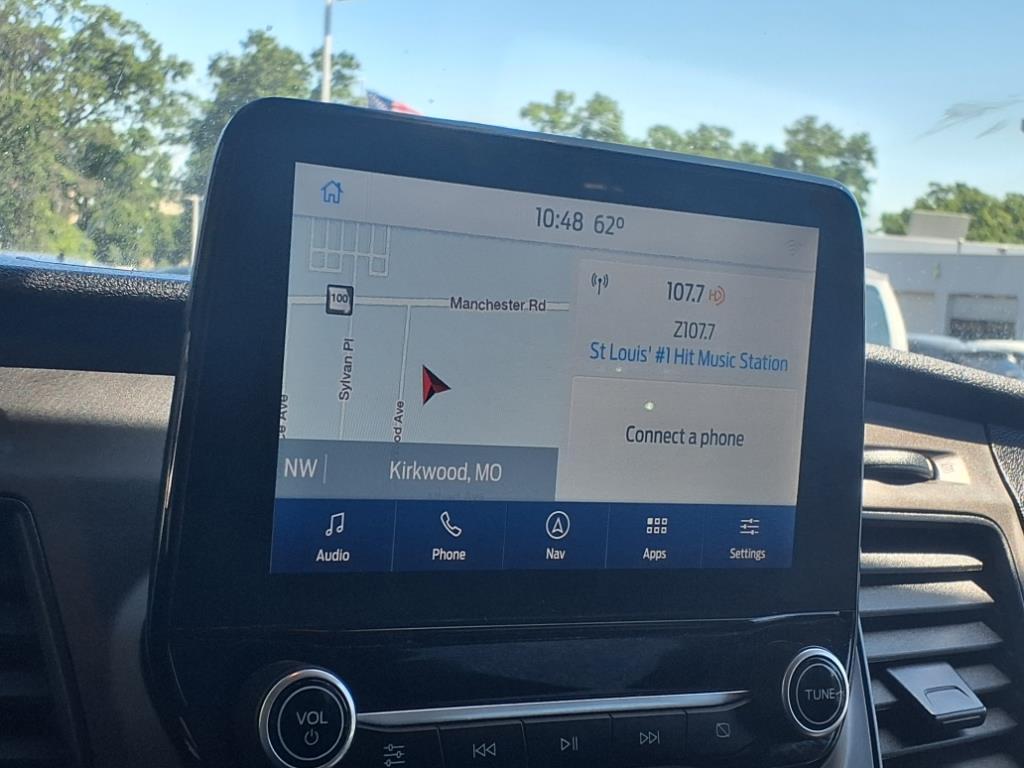 10:48 62°
100
Manchester Rd
Sylvan Pl
107.7 HD
Z107.7
St Louis' #1 Hit Music Station
Connect a phone
NW
Kirkwood, MO
Audio
Phone
Nav
Apps
Settings
VOL
TUNE